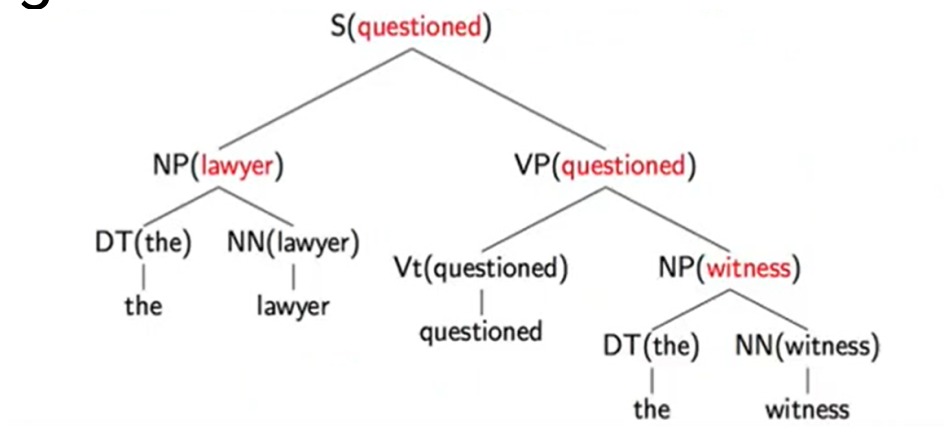 S(questioned)
NP(lawyer) VP(questioned)
DT(the) NN(lawyer) Vt(questioned) NP(witness)
the lawyer questioned DT(the) NN(witness)
the witness